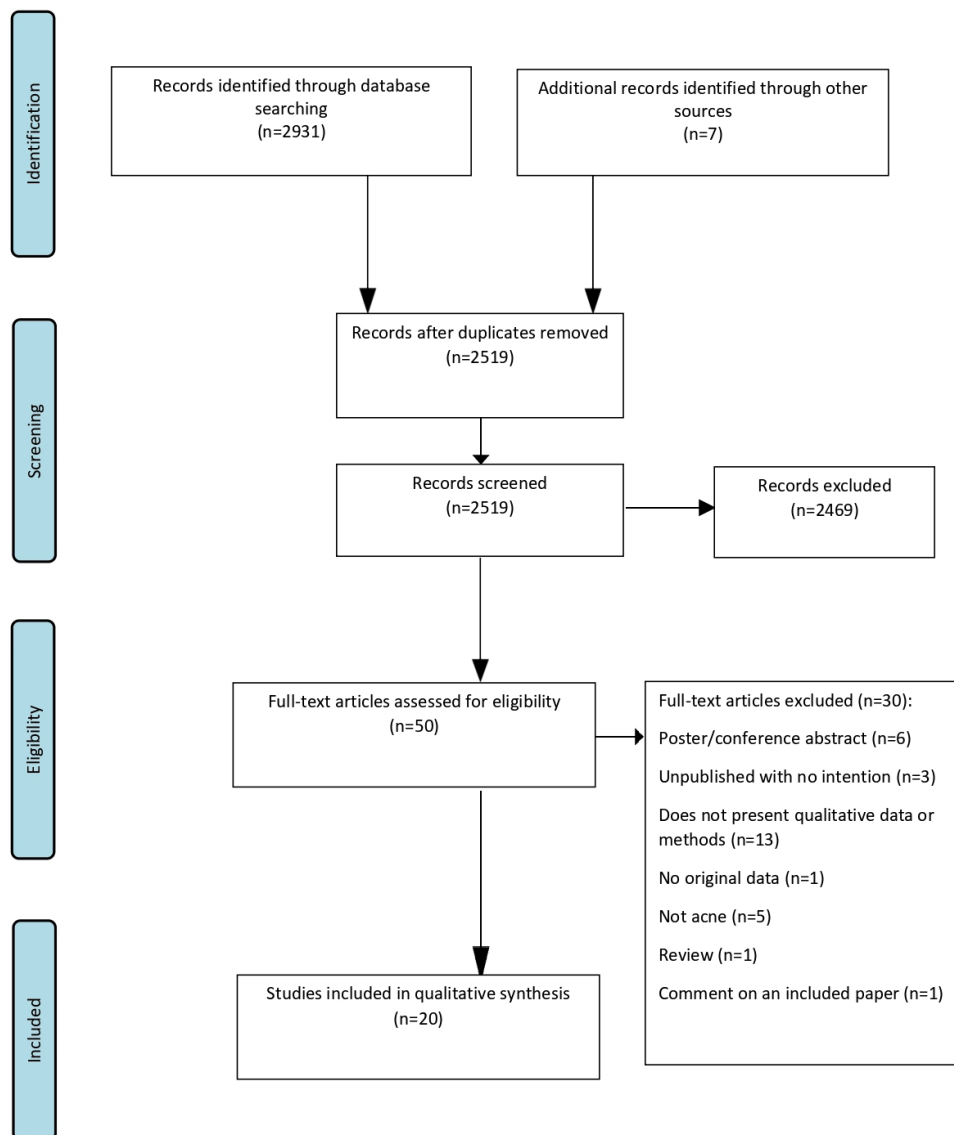 Identification
Records identified through database
searching
(n=2931)
Additional records identified through other
sources
(n=7)
Screening
Records after duplicates removed
(n=2519)
Records screened
(n=2519)
Records excluded
(n=2469)
Eligibility
Full-text articles assessed for eligibility
(n=50)
Full-text articles excluded (n=30):
Poster/conference abstract (n=6)
Unpublished with no intention (n=3)
Does not present qualitative data or
methods (n=13)
No original data (n=1)
Not acne (n=5)
Review (n=1)
Comment on an included paper (n=1)
Included
Studies included in qualitative synthesis
(n=20)